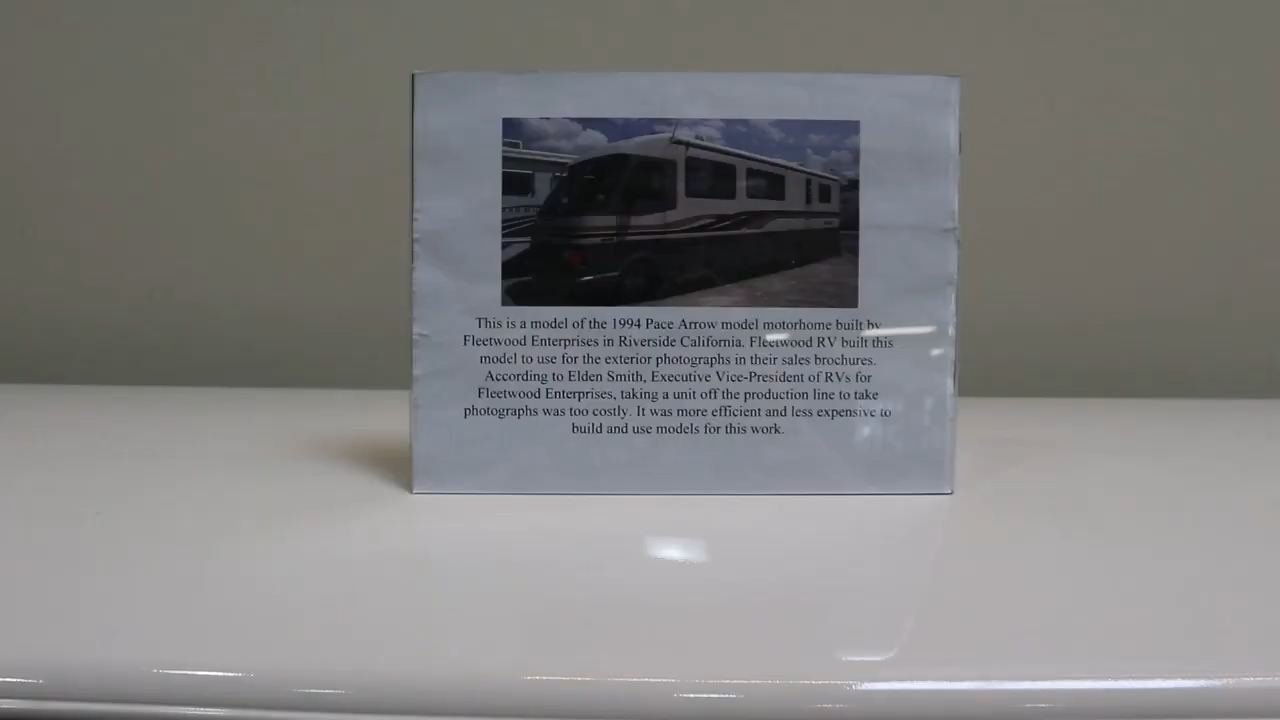 This is a model of the 1994 Pace Arrow model motorhome built by
Fleetwood Enterprises in Riverside California. Fleetwood RV built this
model to use for the exterior photographs in their sales brochures.
According to Elden Smith, Executive Vice-President of RVs for
Fleetwood Enterprises, taking a unit off the production line to take
photographs was too costly. It was more efficient and less expensive to
build and use models for this work.